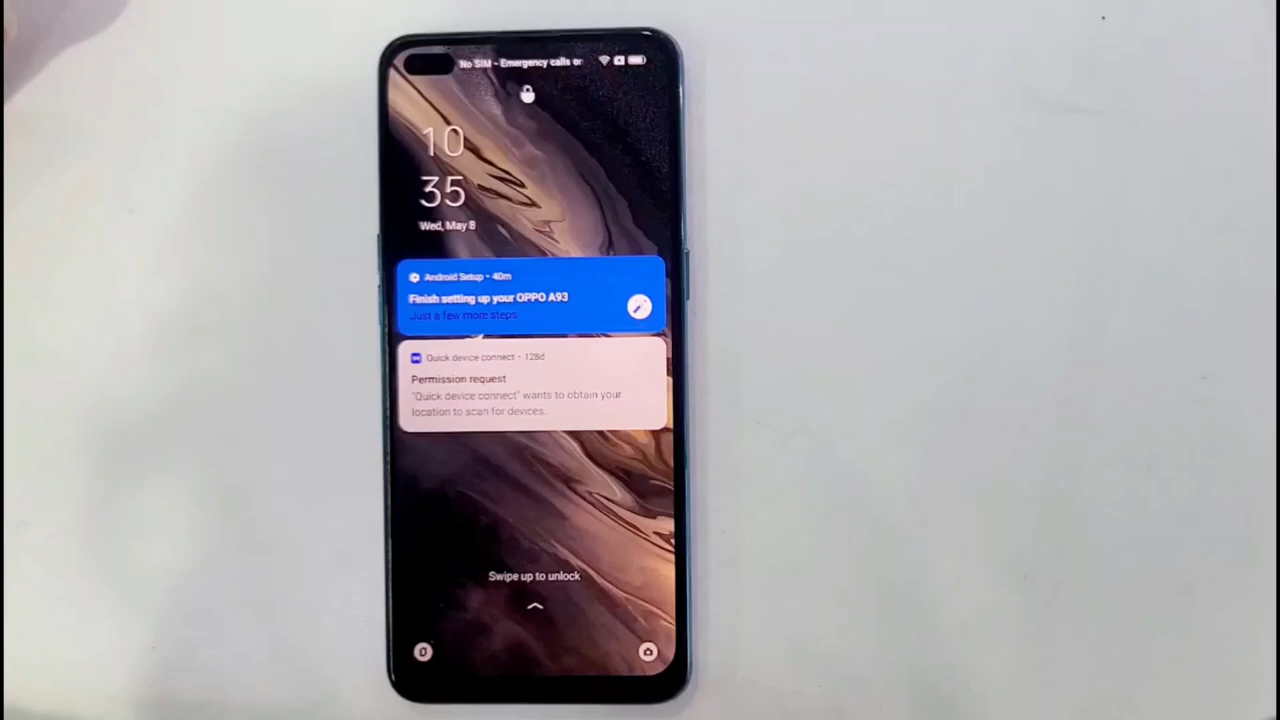 No SIM - Emergency calls or
10
35
Wed, May 8
Android Setup • 40m
Finish setting up your OPPO A93
Just a few more steps
Quick device connect • 128d
Permission request
"Quick device connect" wants to obtain your
location to scan for devices.
Swipe up to unlock